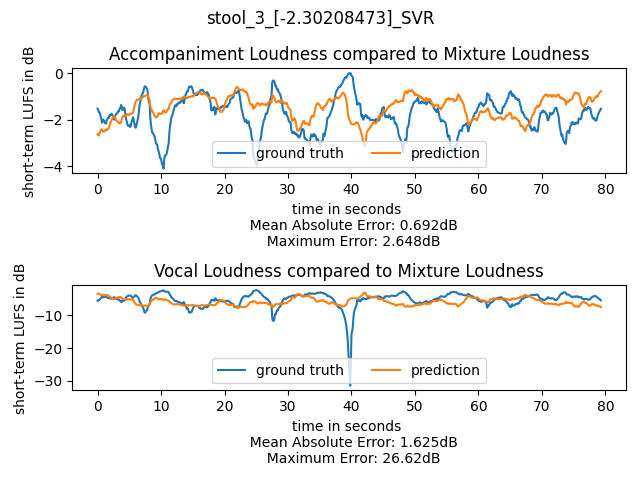 stool_3_[-2.30208473]_SVR
Accompaniment Loudness compared to Mixture Loudness
short-term LUFS in dB
0
−2
−4
ground truth
prediction
0 10 20 30 40 50 60 70 80
time in seconds
Mean Absolute Error: 0.692dB
Maximum Error: 2.648dB
Vocal Loudness compared to Mixture Loudness
short-term LUFS in dB
−10
−20
−30
ground truth
prediction
0 10 20 30 40 50 60 70 80
time in seconds
Mean Absolute Error: 1.625dB
Maximum Error: 26.62dB